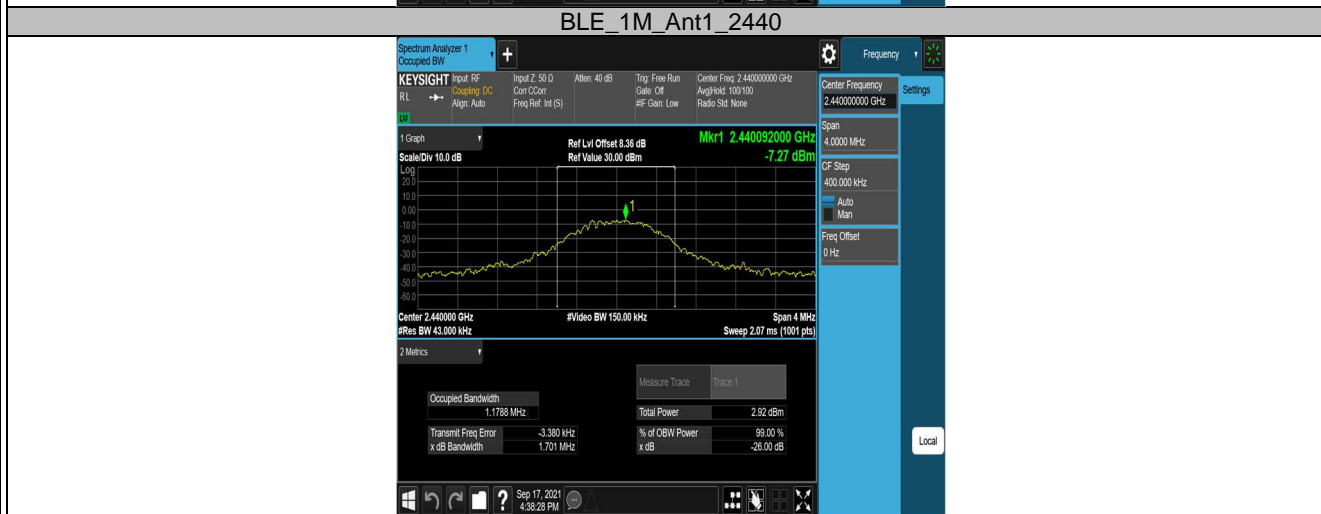 BLE_1M_Ant1_2440
Spectrum Analyzer 1
Occupied BW
+
Frequency
KEYSIGHT
RL
LV
Input: RF
Coupling: DC
Align: Auto
Input Z: 50 Ω
Corr CCorr
Freq Ref: Int (S)
Atten: 40 dB
Trig: Free Run
Gate: Off
#IF Gain: Low
Center Freq: 2.440000000 GHz
Avg|Hold: 100/100
Radio Std: None
Center Frequency
2.440000000 GHz
Settings
Span
4.0000 MHz
CF Step
400.000 kHz
Auto
Man
Freq Offset
0 Hz
Local
1 Graph
Scale/Div 10.0 dB
Ref Lvl Offset 8.36 dB
Ref Value 30.00 dBm
Mkr1 2.440092000 GHz
-7.27 dBm
Log
20.0
10.0
0.00
-10.0
-20.0
-30.0
-40.0
-50.0
-60.0
1
Center 2.440000 GHz
#Res BW 43.000 kHz
#Video BW 150.00 kHz
Span 4 MHz
Sweep 2.07 ms (1001 pts)
2 Metrics
Measure Trace Trace 1
Occupied Bandwidth
1.1788 MHz
Total Power 2.92 dBm
Transmit Freq Error -3.380 kHz
% of OBW Power 99.00 %
x dB Bandwidth 1.701 MHz
x dB -26.00 dB
?
Sep 17, 2021
4:38:28 PM